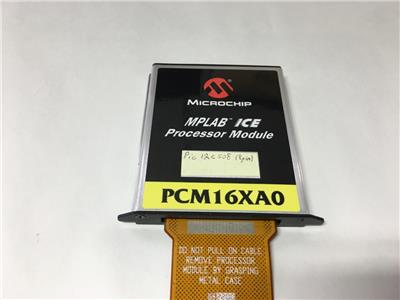 MICROCHIP
MPLAB™ ICE
Processor Module
Pic 12C508 (8pin)
PCM16XA0
DO NOT PULL ON CABLE
REMOVE PROCESSOR
MODULE BY GRASPING
METAL CASE